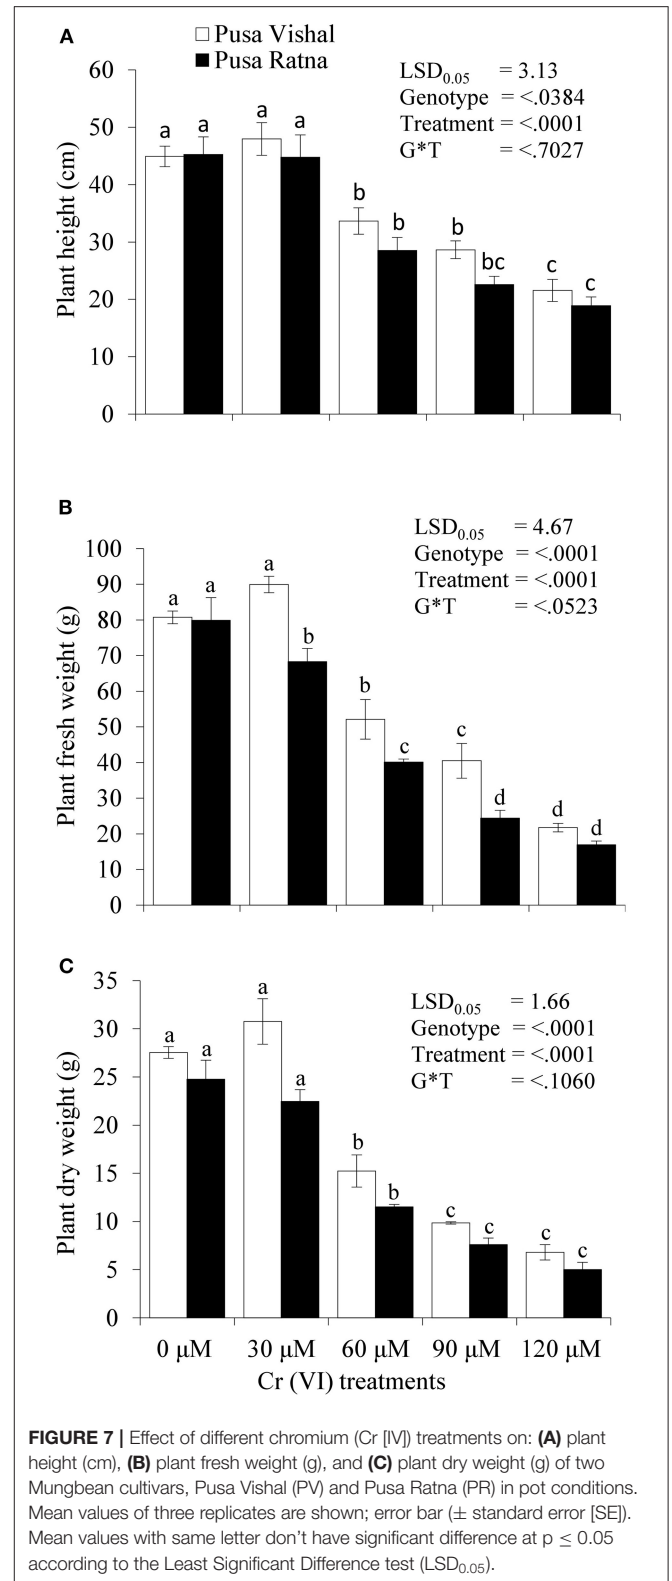 A
Pusa Vishal
Pusa Ratna
LSD0.05 = 3.13
Genotype = <.0384
Treatment = <.0001
G*T = <.7027
60
50
40
30
20
10
0
Plant height (cm)
a a a a b b b bc c c
B
LSD0.05 = 4.67
Genotype = <.0001
Treatment = <.0001
G*T = <.0523
100
90
80
70
60
50
40
30
20
10
0
Plant fresh weight (g)
a a a b b c c d d d
C
LSD0.05 = 1.66
Genotype = <.0001
Treatment = <.0001
G*T = <.1060
35
30
25
20
15
10
5
0
Plant dry weight (g)
a a a a b b c c c c
0 μM 30 μM 60 μM 90 μM 120 μM
Cr (VI) treatments
FIGURE 7 | Effect of different chromium (Cr [IV]) treatments on: (A) plant
height (cm), (B) plant fresh weight (g), and (C) plant dry weight (g) of two
Mungbean cultivars, Pusa Vishal (PV) and Pusa Ratna (PR) in pot conditions.
Mean values of three replicates are shown; error bar (± standard error [SE]).
Mean values with same letter don't have significant difference at p ≤ 0.05
according to the Least Significant Difference test (LSD0.05).